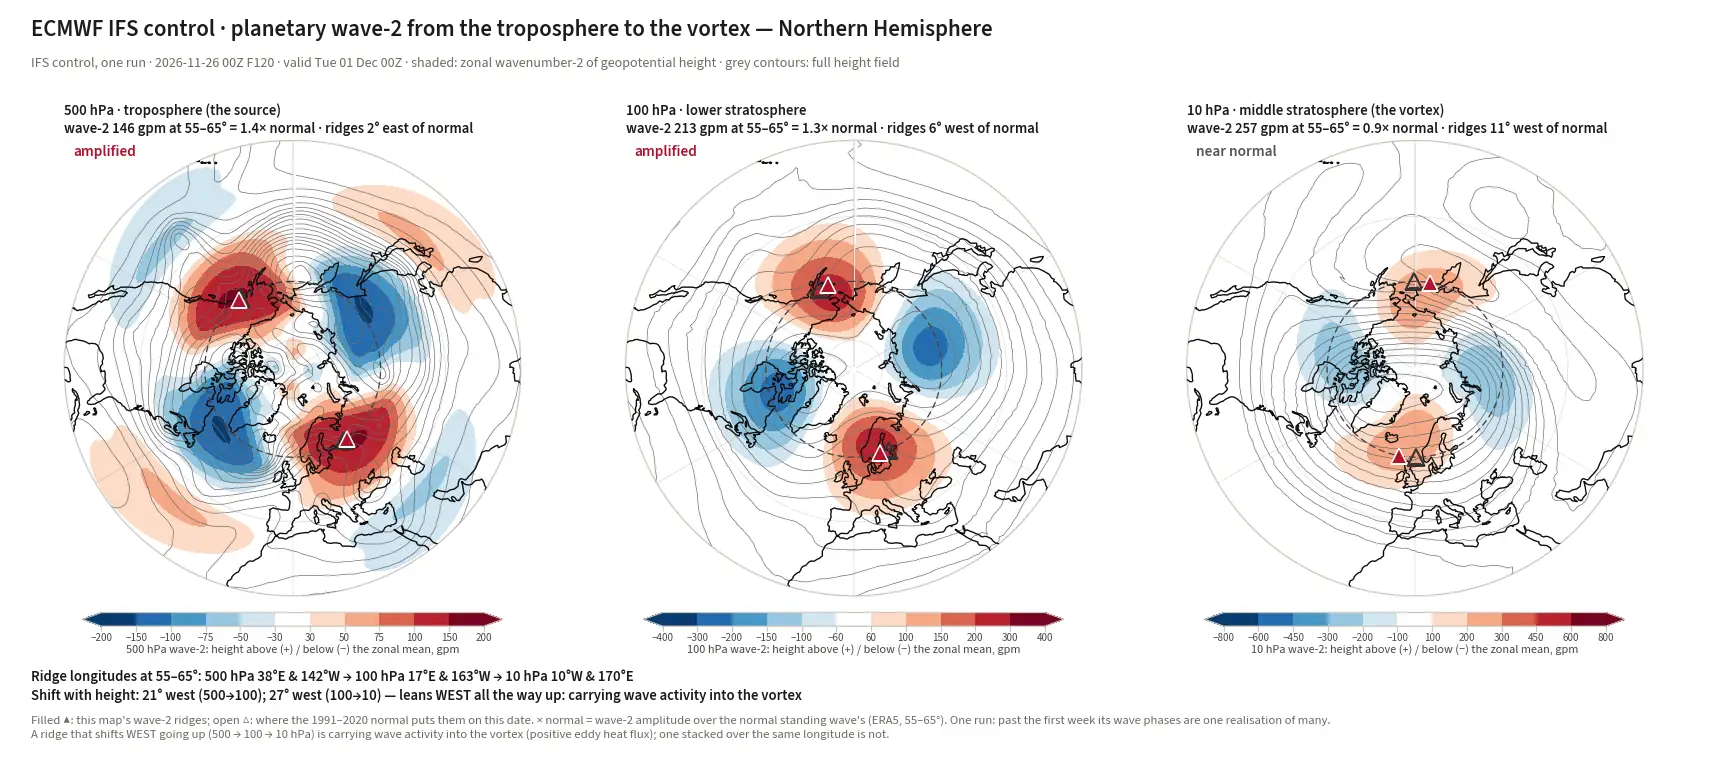 ECMWF IFS control · planetary wave-2 from the troposphere to the vortex — Northern Hemisphere
IFS control, one run · 2026-11-26 00Z F120 · valid Tue 01 Dec 00Z · shaded: zonal wavenumber-2 of geopotential height · grey contours: full height field
500 hPa · troposphere (the source)
wave-2 146 gpm at 55–65° = 1.4× normal · ridges 2° east of normal
amplified
100 hPa · lower stratosphere
wave-2 213 gpm at 55–65° = 1.3× normal · ridges 6° west of normal
amplified
10 hPa · middle stratosphere (the vortex)
wave-2 257 gpm at 55–65° = 0.9× normal · ridges 11° west of normal
near normal
−200 −150 −100 −75 −50 −30 30 50 75 100 150 200
500 hPa wave-2: height above (+) / below (−) the zonal mean, gpm
−400 −300 −200 −150 −100 −60 60 100 150 200 300 400
100 hPa wave-2: height above (+) / below (−) the zonal mean, gpm
−800 −600 −450 −300 −200 −100 100 200 300 450 600 800
10 hPa wave-2: height above (+) / below (−) the zonal mean, gpm
Ridge longitudes at 55–65°: 500 hPa 38°E & 142°W → 100 hPa 17°E & 163°W → 10 hPa 10°W & 170°E
Shift with height: 21° west (500→100); 27° west (100→10) — leans WEST all the way up: carrying wave activity into the vortex
Filled ▲: this map's wave-2 ridges; open △: where the 1991–2020 normal puts them on this date. × normal = wave-2 amplitude over the normal standing wave's (ERA5, 55–65°). One run: past the first week its wave phases are one realisation of many.
A ridge that shifts WEST going up (500 → 100 → 10 hPa) is carrying wave activity into the vortex (positive eddy heat flux); one stacked over the same longitude is not.